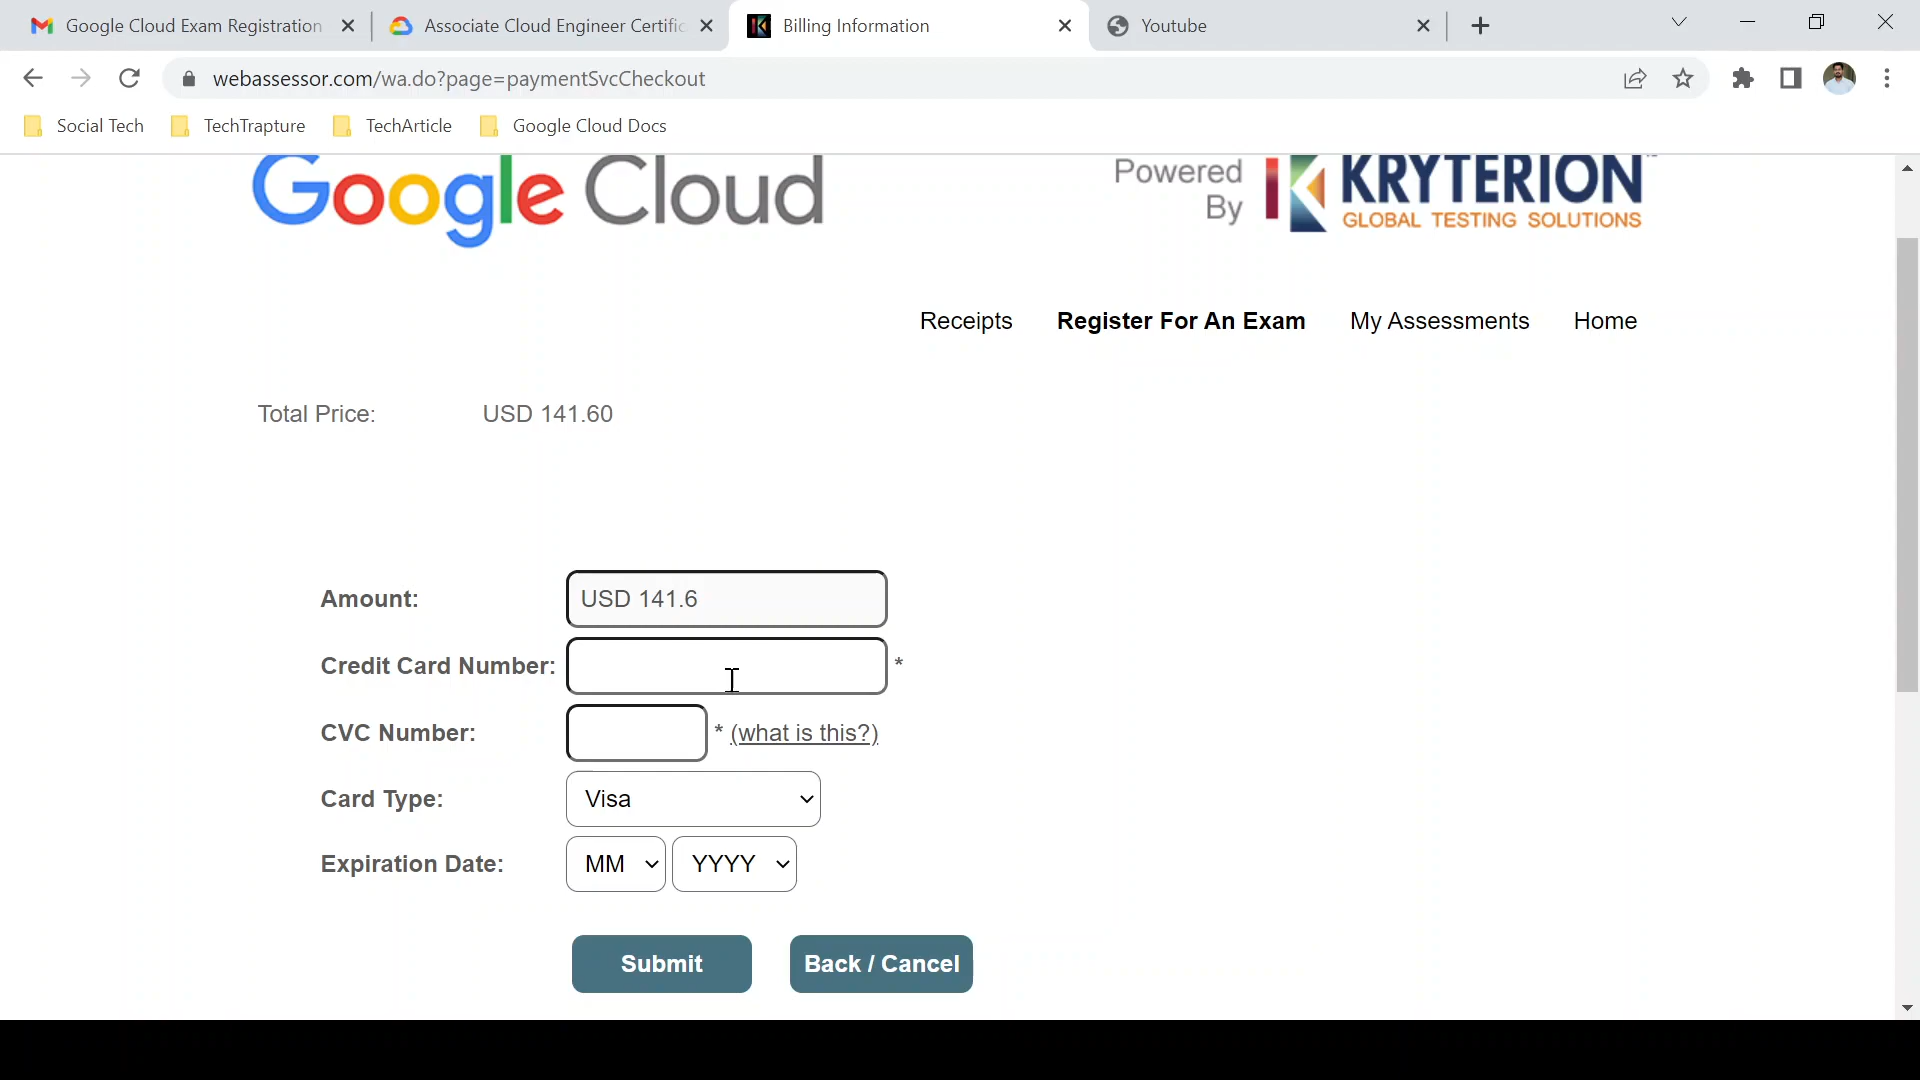 Google Cloud Exam Registration
Associate Cloud Engineer Certific
Billing Information
Youtube
webassessor.com/wa.do?page=paymentSvcCheckout
Social Tech
TechTrapture
TechArticle
Google Cloud Docs
Google Cloud
Powered By
KRYTERION
GLOBAL TESTING SOLUTIONS
Receipts
Register For An Exam
My Assessments
Home
Total Price: USD 141.60
Amount: USD 141.6
Credit Card Number: *
CVC Number: * (what is this?)
Card Type: Visa
Expiration Date: MM YYYY
Submit
Back / Cancel